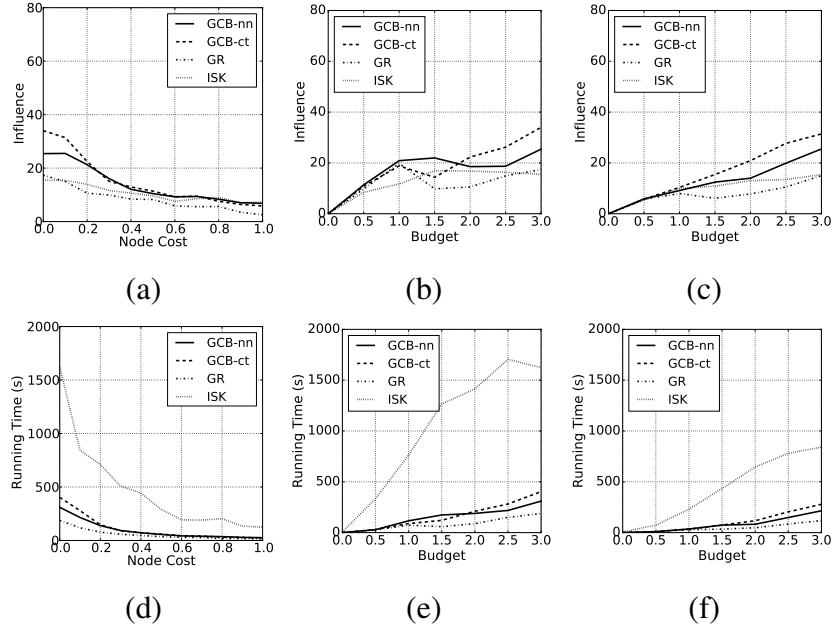 80
60
40
20
0
Influence
0.0 0.2 0.4 0.6 0.8 1.0
Node Cost
GCB-nn
GCB-ct
GR
ISK
(a)
80
60
40
20
0
Influence
0.0 0.5 1.0 1.5 2.0 2.5 3.0
Budget
GCB-nn
GCB-ct
GR
ISK
(b)
80
60
40
20
0
Influence
0.0 0.5 1.0 1.5 2.0 2.5 3.0
Budget
GCB-nn
GCB-ct
GR
ISK
(c)
2000
1500
1000
500
0
Running Time (s)
0.0 0.2 0.4 0.6 0.8 1.0
Node Cost
GCB-nn
GCB-ct
GR
ISK
(d)
2000
1500
1000
500
0
Running Time (s)
0.0 0.5 1.0 1.5 2.0 2.5 3.0
Budget
GCB-nn
GCB-ct
GR
ISK
(e)
2000
1500
1000
500
0
Running Time (s)
0.0 0.5 1.0 1.5 2.0 2.5 3.0
Budget
GCB-nn
GCB-ct
GR
ISK
(f)